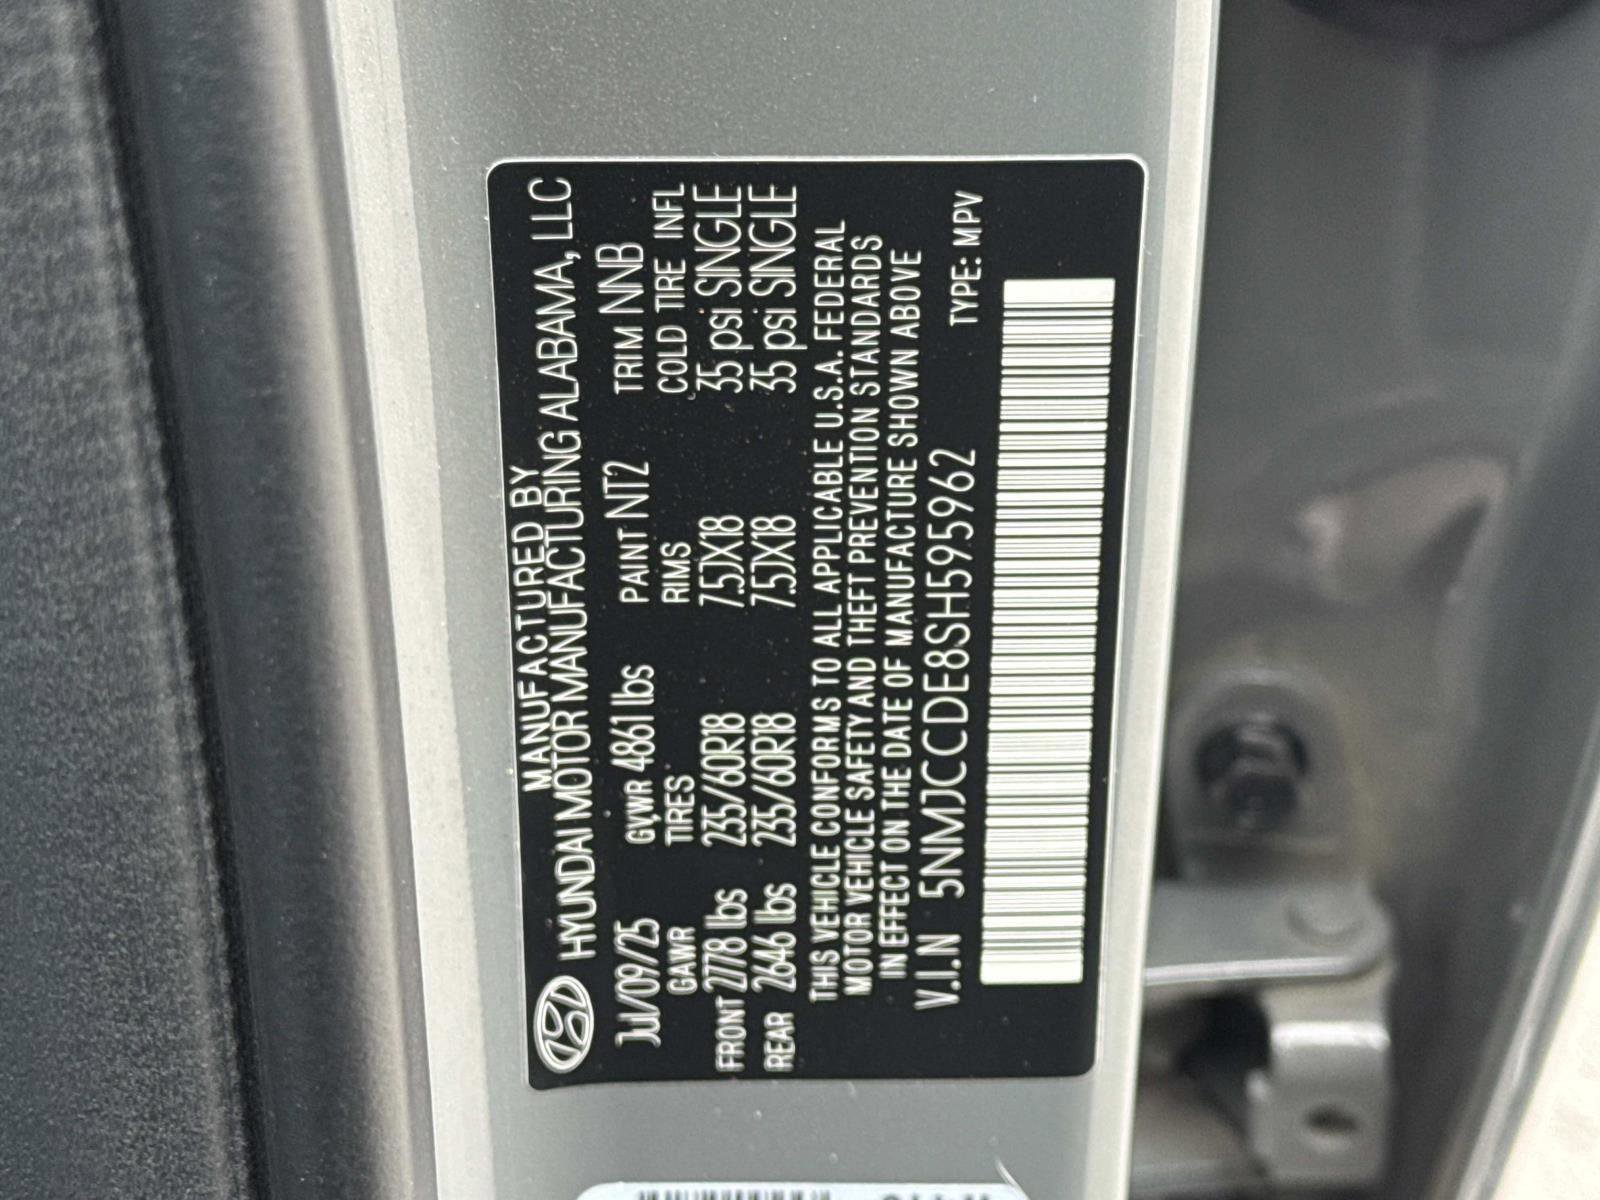 MANUFACTURED BY
HYUNDAI MOTOR MANUFACTURING ALABAMA, LLC
Jul/09/25 GVWR 4861 lbs PAINT NT2 TRIM NNB
GAWR TIRES RIMS COLD TIRE INFL
FRONT 2778 lbs 235/60R18 7.5JX18 35 psi SINGLE
REAR 2646 lbs 235/60R18 7.5JX18 35 psi SINGLE
THIS VEHICLE CONFORMS TO ALL APPLICABLE U.S.A. FEDERAL
MOTOR VEHICLE SAFETY AND THEFT PREVENTION STANDARDS
IN EFFECT ON THE DATE OF MANUFACTURE SHOWN ABOVE
V.I.N 5NMJCCDE8SH595962 TYPE: MPV